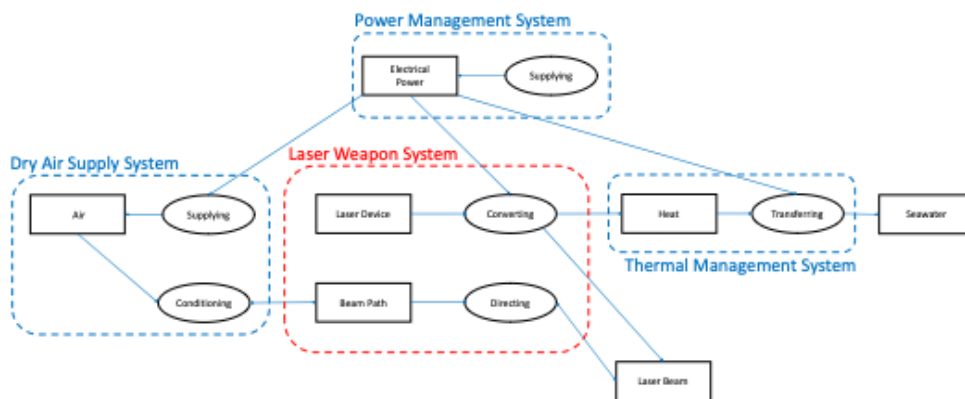 Power Management System
Electrical
Power
Supplying
Dry Air Supply System
Laser Weapon System
Air
Supplying
Laser Device
Converting
Heat
Transferring
Seawater
Thermal Management System
Conditioning
Beam Path
Directing
Laser Beam